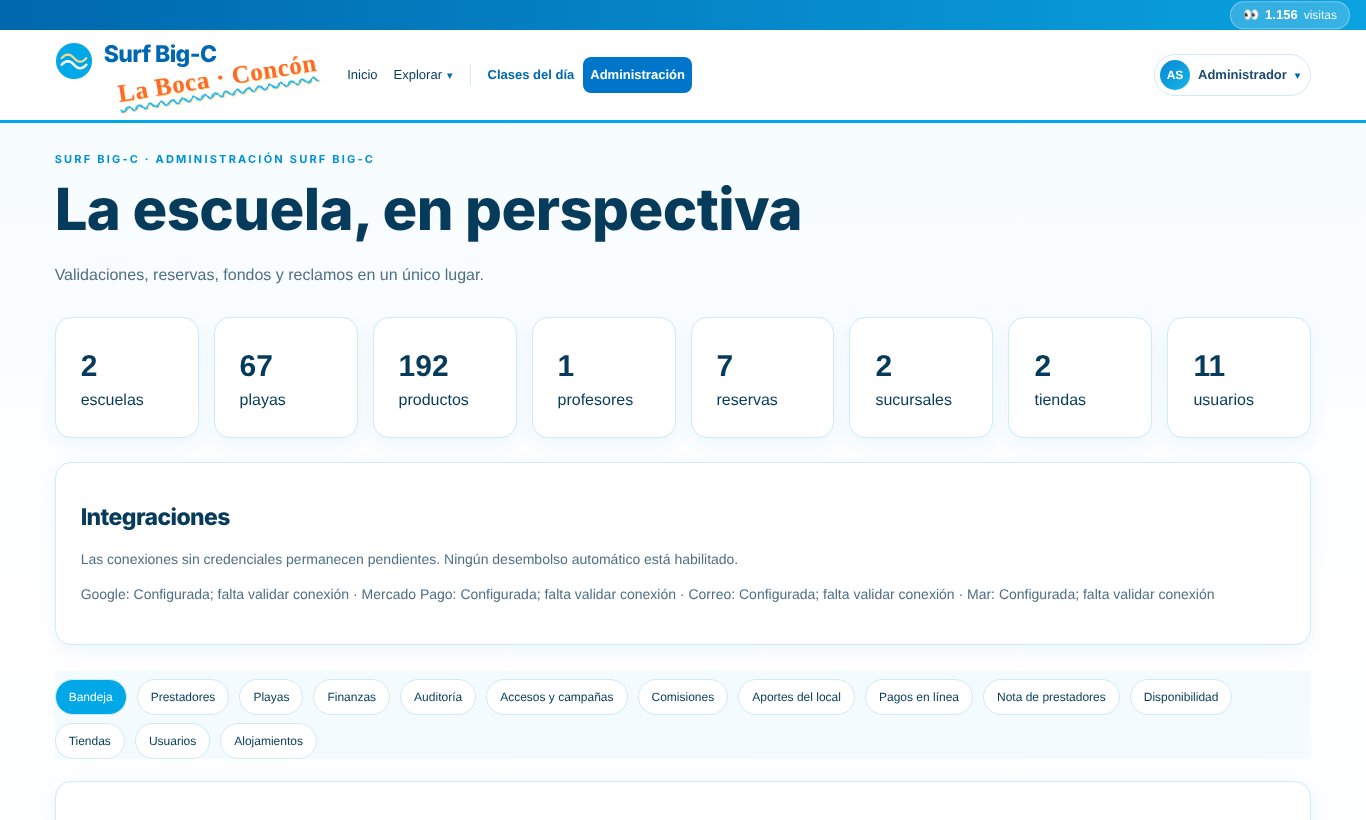 👀 1.156 visitas
Surf Big-C
La Boca · Concón
Inicio Explorar ▾ Clases del día Administración
AS Administrador ▾
SURF BIG-C · ADMINISTRACIÓN SURF BIG-C
La escuela, en perspectiva
Validaciones, reservas, fondos y reclamos en un único lugar.
2 67 192 1 7 2 2 11
escuelas playas productos profesores reservas sucursales tiendas usuarios
Integraciones
Las conexiones sin credenciales permanecen pendientes. Ningún desembolso automático está habilitado.
Google: Configurada; falta validar conexión · Mercado Pago: Configurada; falta validar conexión · Correo: Configurada; falta validar conexión · Mar: Configurada; falta validar conexión
Bandeja Prestadores Playas Finanzas Auditoría Accesos y campañas Comisiones Aportes del local Pagos en línea Nota de prestadores Disponibilidad
Tiendas Usuarios Alojamientos